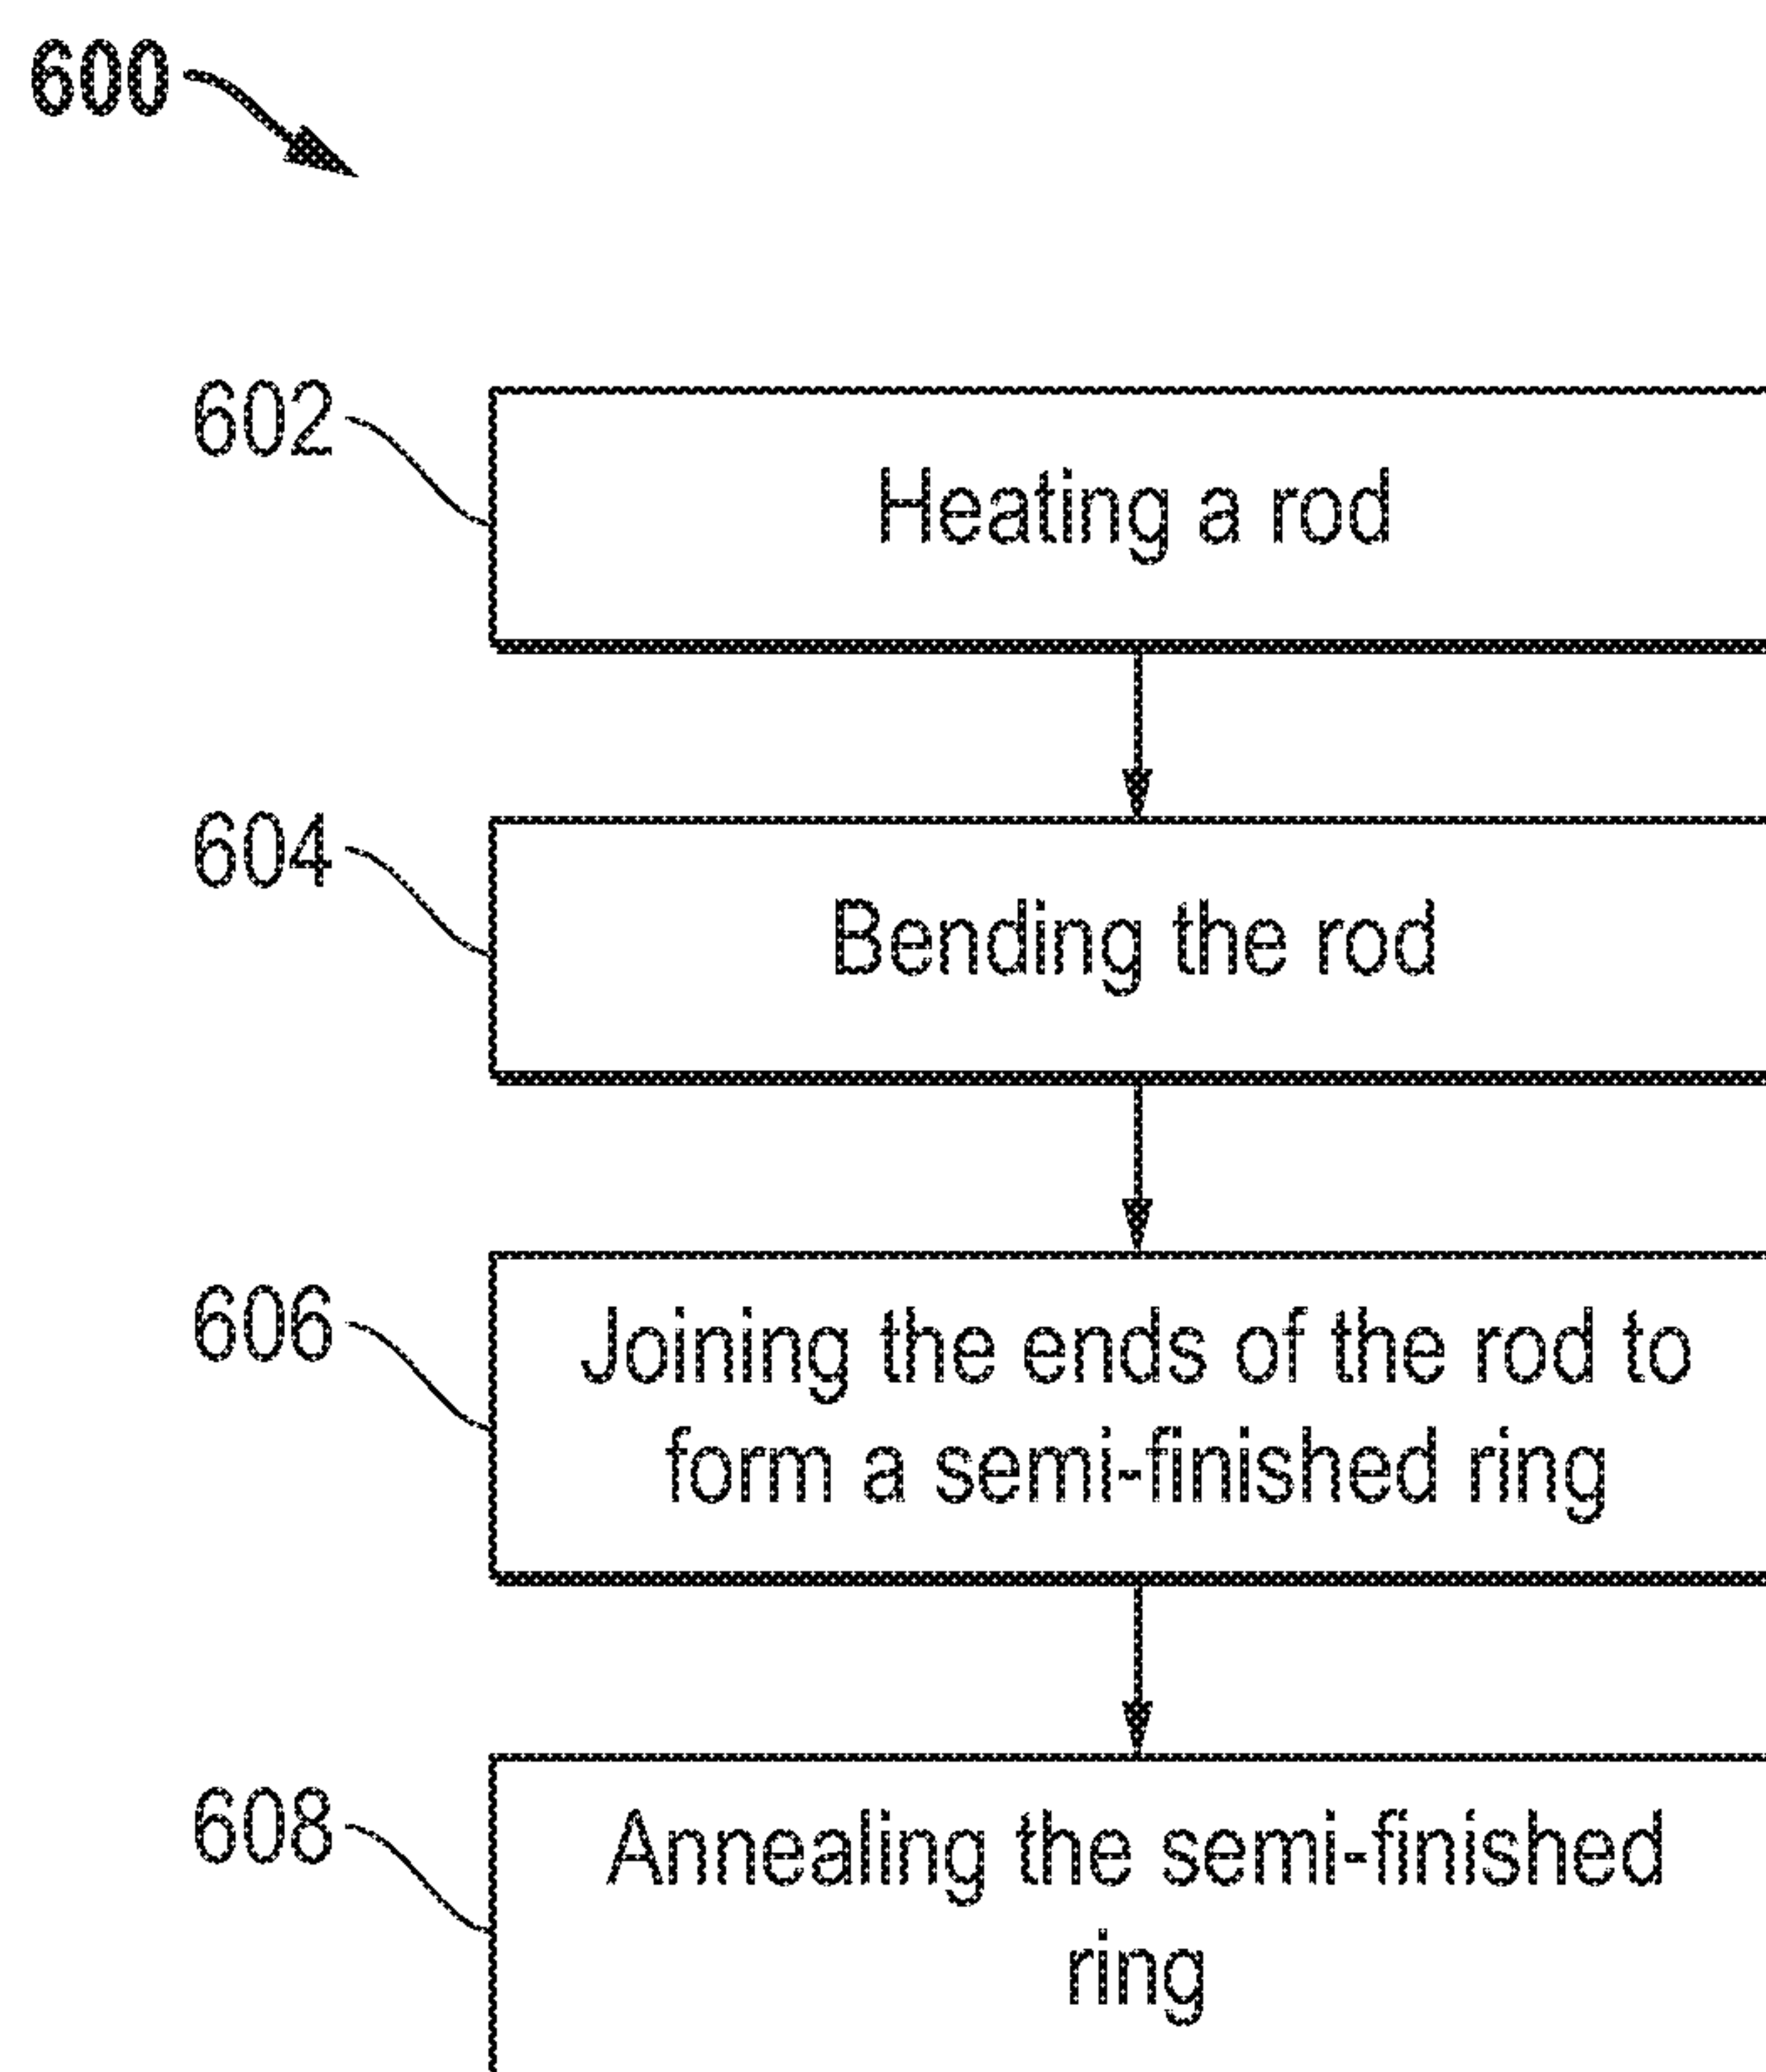 600
602
Heating a rod
604
Bending the rod
606
Joining the ends of the rod to
form a semi-finished ring
608
Annealing the semi-finished
ring